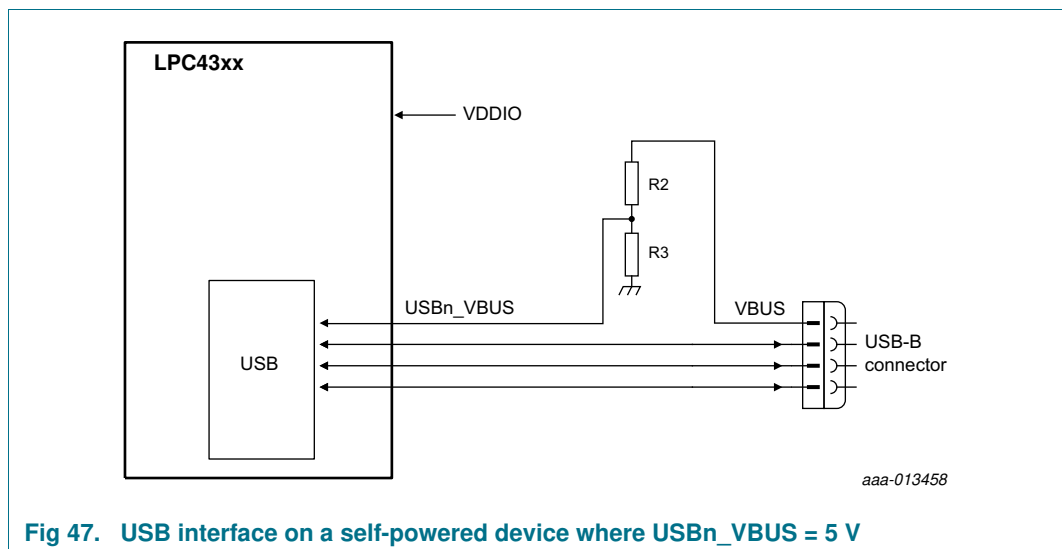 LPC43xx
VDDIO
R2
R3
USBn_VBUS
VBUS
USB
USB-B
connector
aaa-013458
Fig 47. USB interface on a self-powered device where USBn_VBUS = 5 V